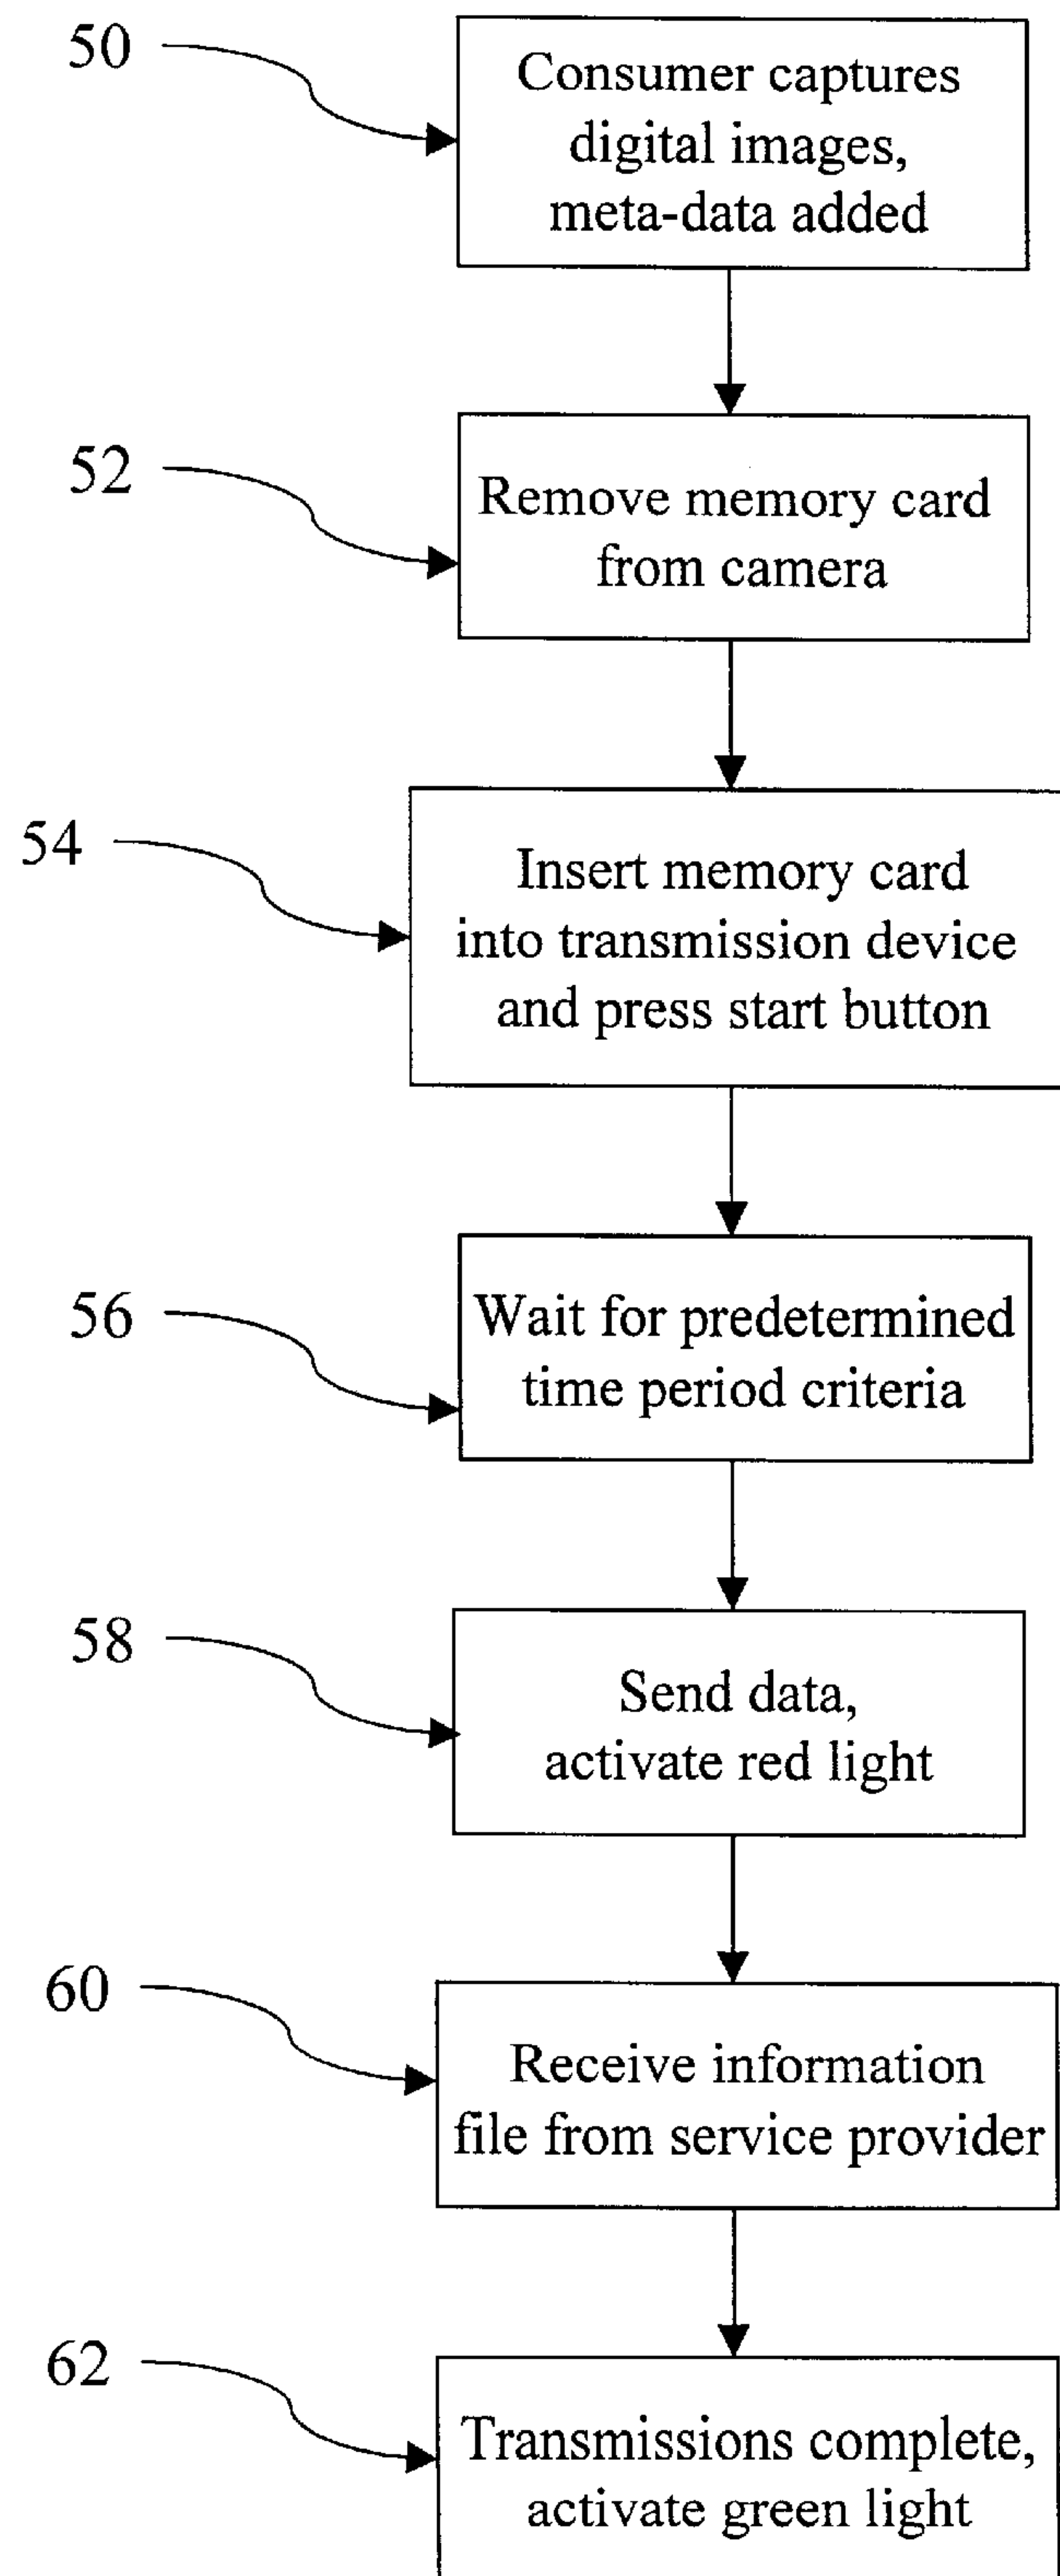 50
Consumer captures
digital images,
meta-data added
52
Remove memory card
from camera
54
Insert memory card
into transmission device
and press start button
56
Wait for predetermined
time period criteria
58
Send data,
activate red light
60
Receive information
file from service provider
62
Transmissions complete,
activate green light